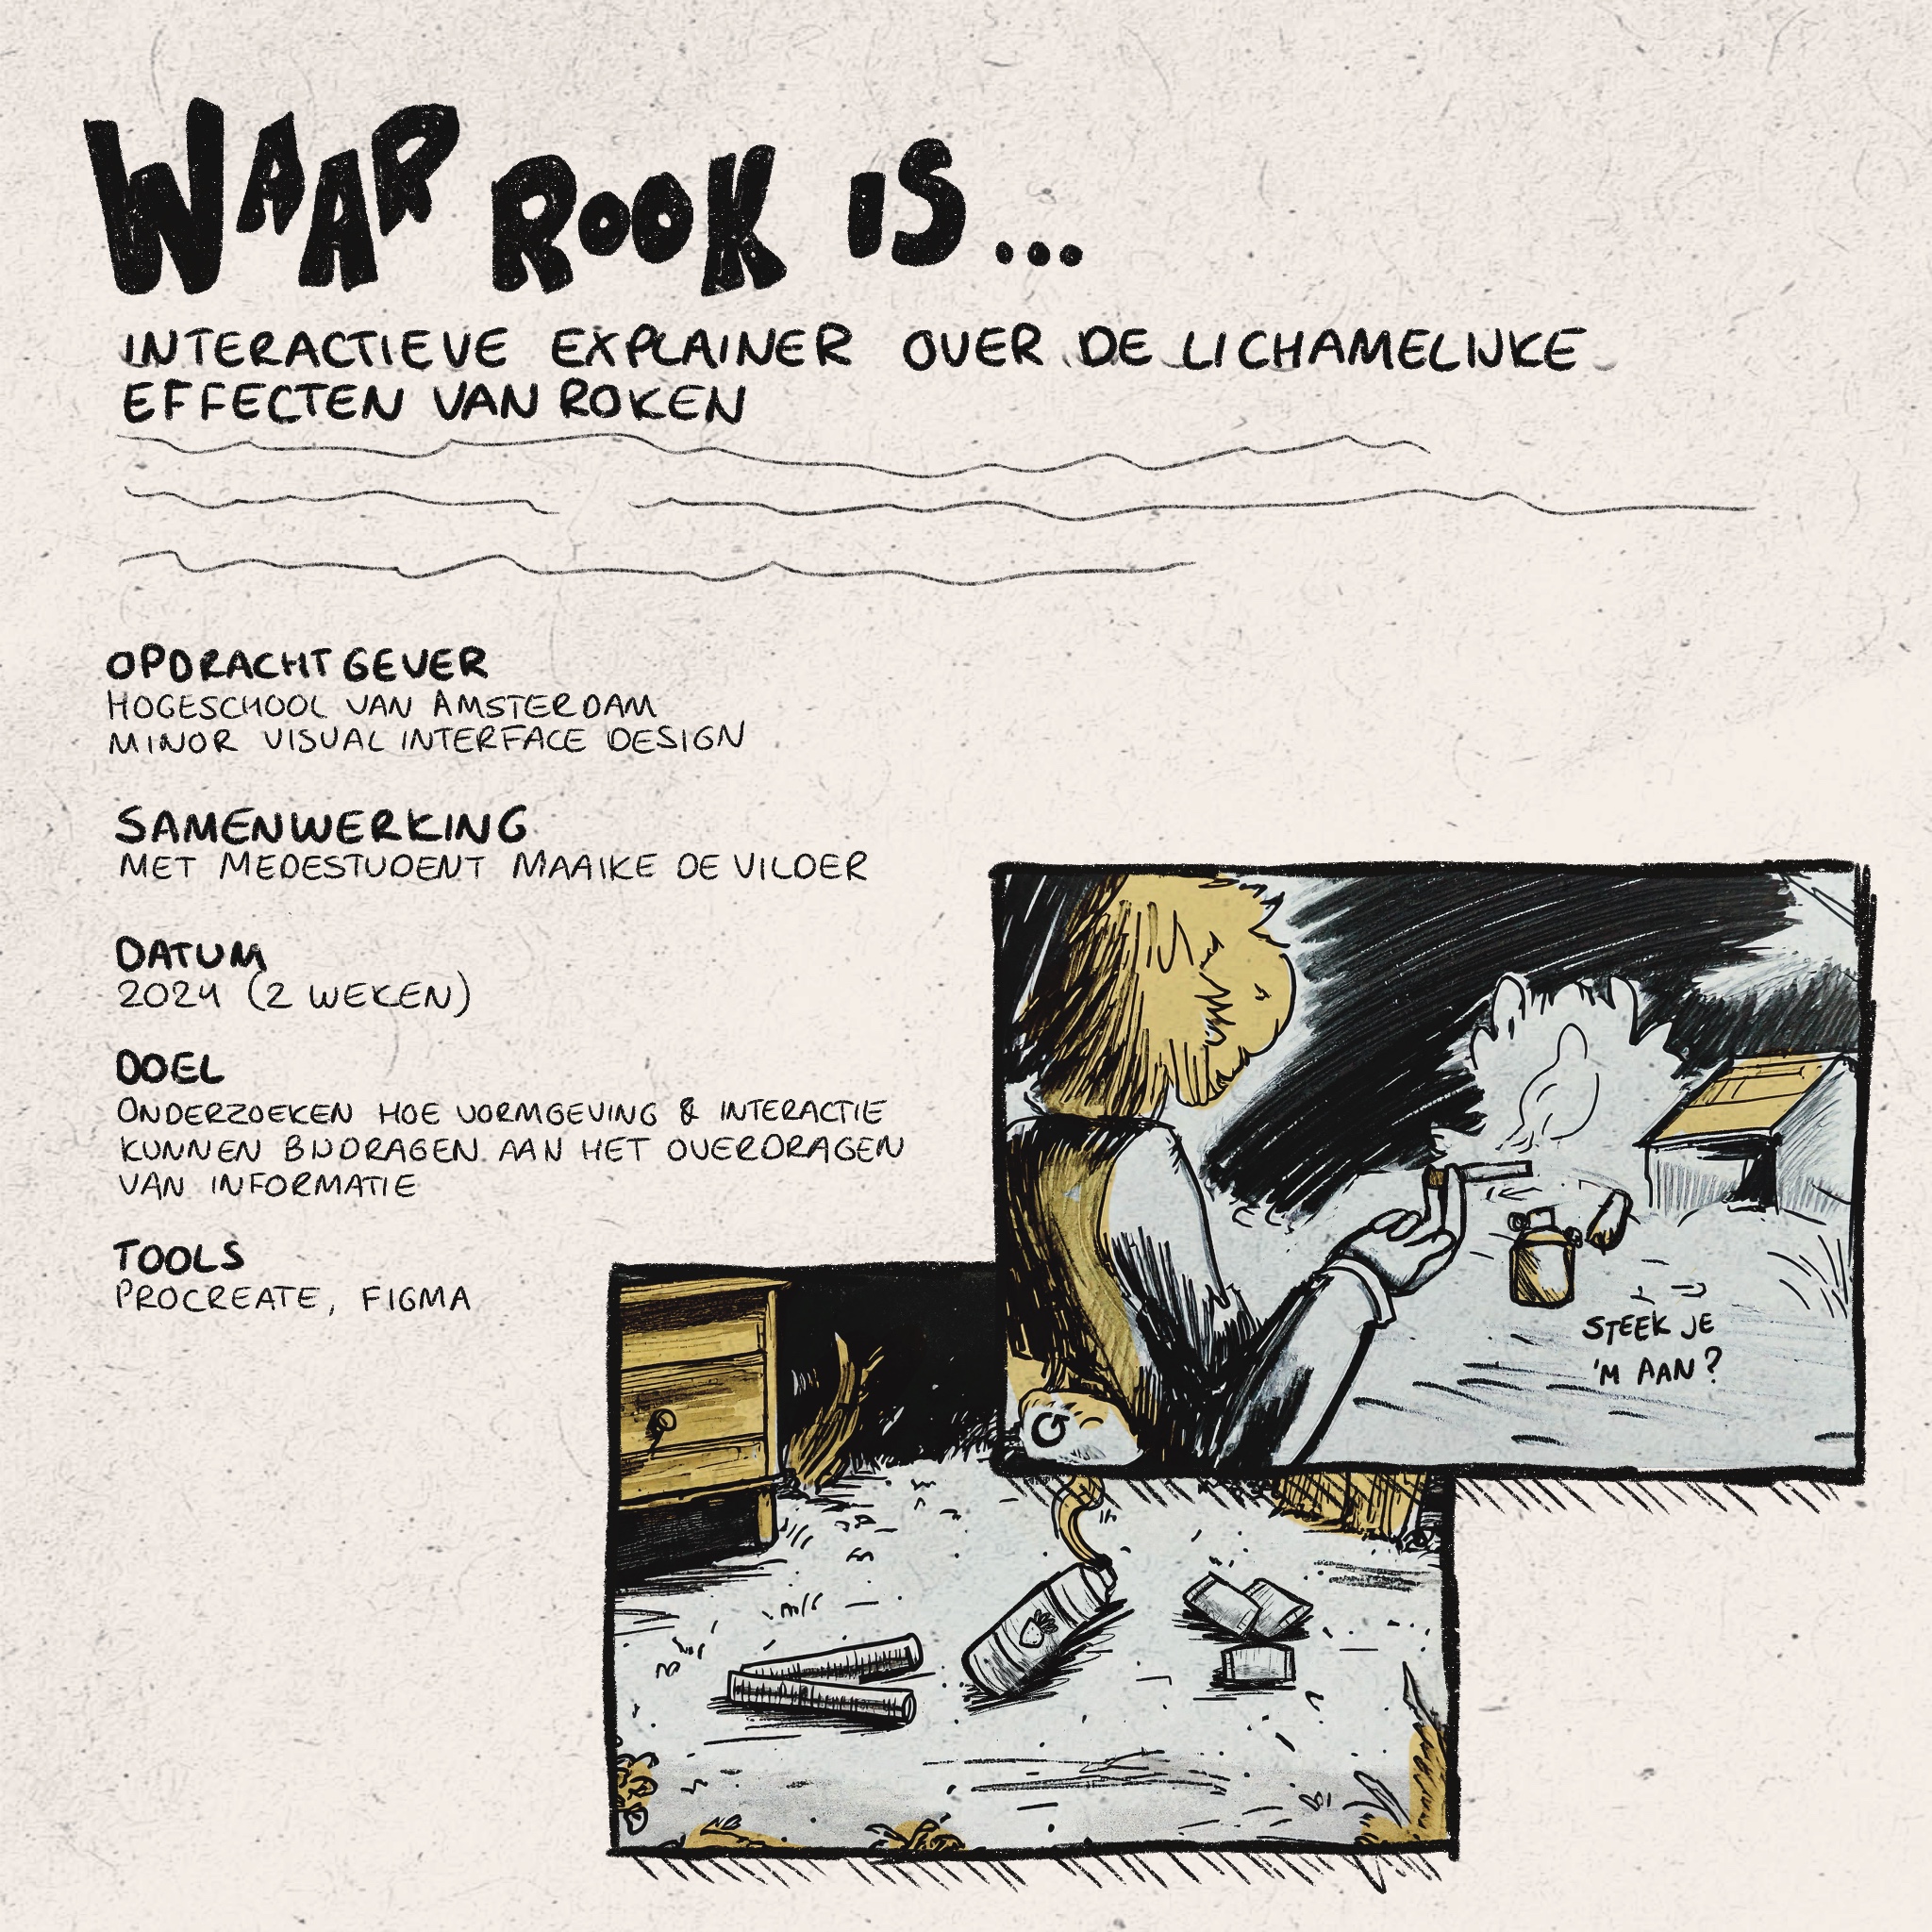 WAAR ROOK IS...
INTERACTIEVE EXPLAINER OVER DE LICHAMELIJKE
EFFECTEN VAN ROKEN
OPDRACHTGEVER
HOGESCHOOL VAN AMSTERDAM
MINOR VISUAL INTERFACE DESIGN
SAMENWERKING
MET MEDESTUDENT MAAIKE DE VILDER
DATUM
2024 (2 WEKEN)
DOEL
ONDERZOEKEN HOE VORMGEVING & INTERACTIE
KUNNEN BIJDRAGEN AAN HET OVERDRAGEN
VAN INFORMATIE
TOOLS
PROCREATE, FIGMA
STEEK JE
'M AAN?